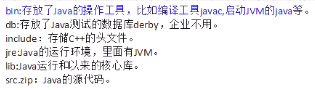 bin:存放了Java的操作工具，比如编译工具javac,启动JVM的java等。
db:存放了Java测试的数据库derby，企业不用。
include：存储C++的头文件。
jre:Java的运行环境，里面有JVM。
lib:Java运行和以来的核心库。
src.zip：Java的源代码。